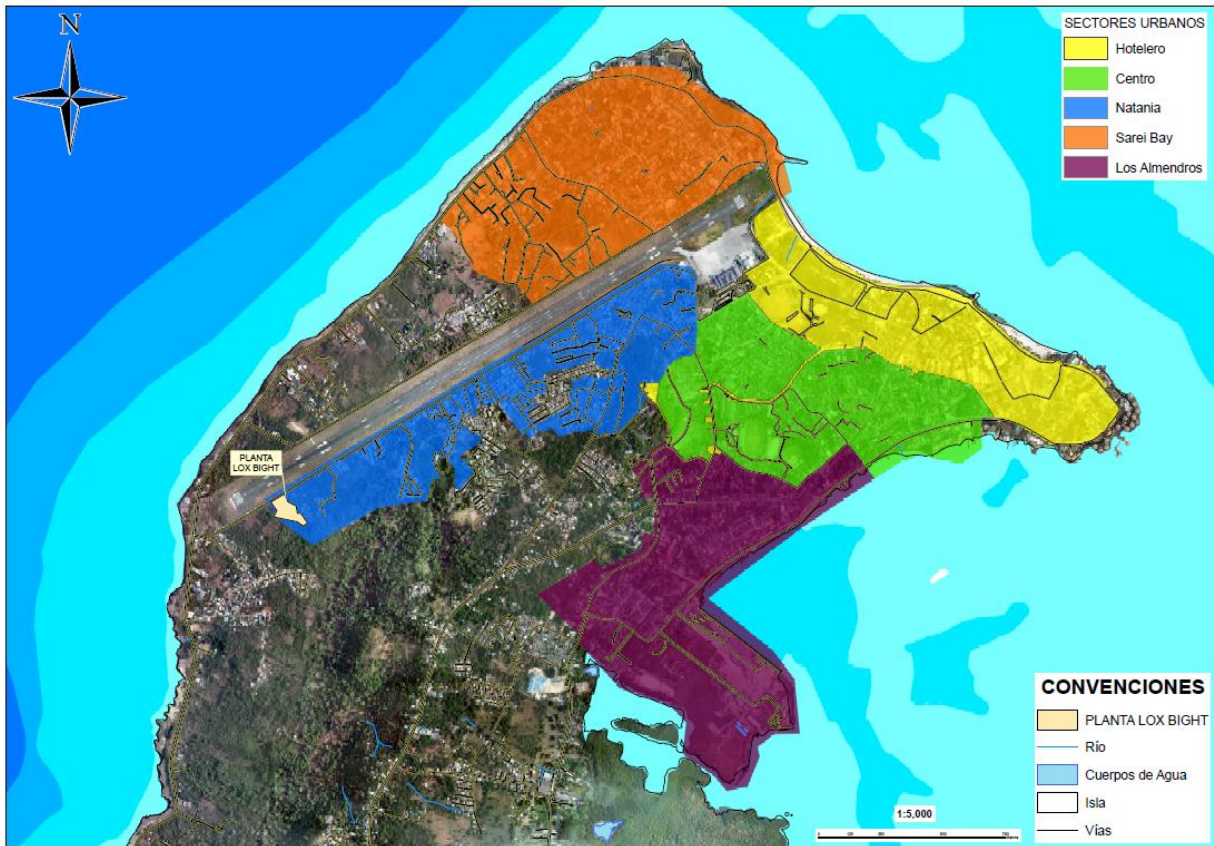 N
SECTORES URBANOS
Hotelero
Centro
Natania
Sarei Bay
Los Almendros
PLANTA
LOX BIGHT
CONVENCIONES
PLANTA LOX BIGHT
Río
Cuerpos de Agua
Isla
Vías
1:5,000